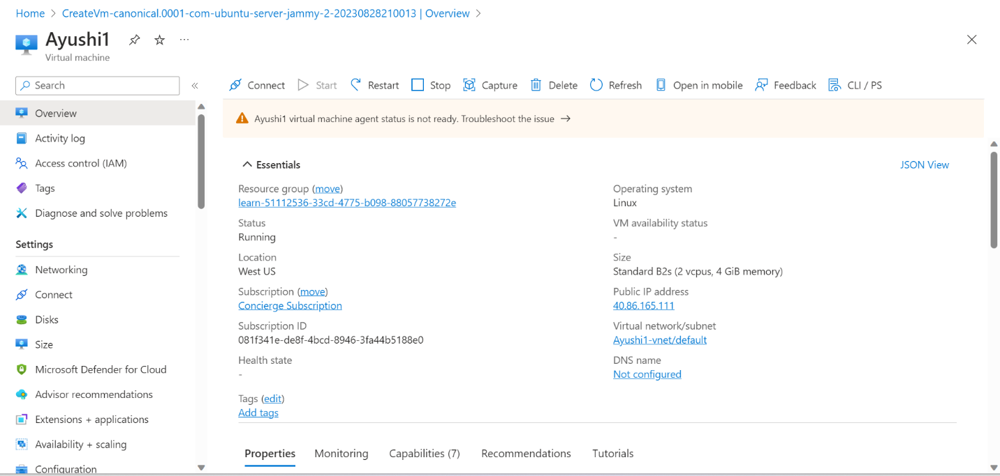 Home > CreateVm-canonical.0001-com-ubuntu-server-jammy-2-20230828210013 | Overview >
Ayushi1
Virtual machine
Search
Overview
Activity log
Access control (IAM)
Tags
Diagnose and solve problems
Settings
Networking
Connect
Disks
Size
Microsoft Defender for Cloud
Advisor recommendations
Extensions + applications
Availability + scaling
Configuration
Connect Start Restart Stop Capture Delete Refresh Open in mobile Feedback CLI / PS
Ayushi1 virtual machine agent status is not ready. Troubleshoot the issue →
Essentials
JSON View
Resource group (move)
learn-51112536-33cd-4775-b098-88057738272e
Status
Running
Location
West US
Subscription (move)
Concierge Subscription
Subscription ID
081f341e-de8f-4bcd-8946-3fa44b5188e0
Health state
-
Tags (edit)
Add tags
Operating system
Linux
VM availability status
-
Size
Standard B2s (2 vcpus, 4 GiB memory)
Public IP address
40.86.165.111
Virtual network/subnet
Ayushi1-vnet/default
DNS name
Not configured
Properties Monitoring Capabilities (7) Recommendations Tutorials